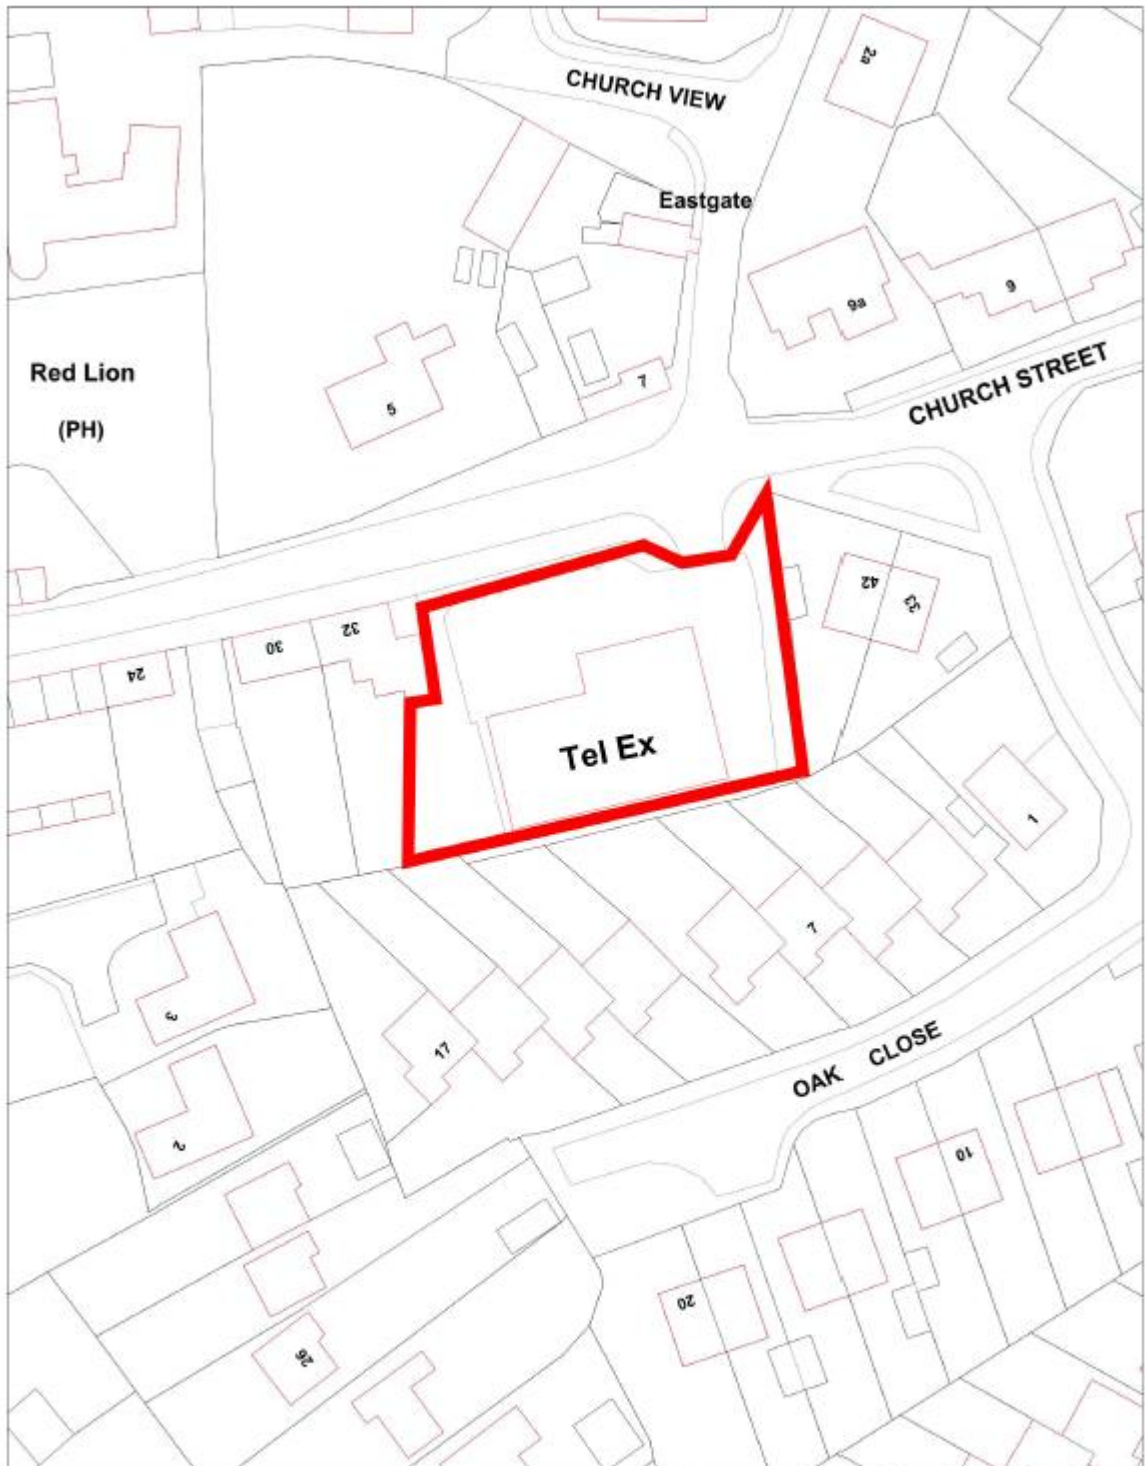 2a
CHURCH VIEW
Eastgate
9
9a
Red Lion
(PH)
CHURCH STREET
7
5
42
33
32
30
24
Tel Ex
1
7
3
17
OAK CLOSE
2
10
20
26